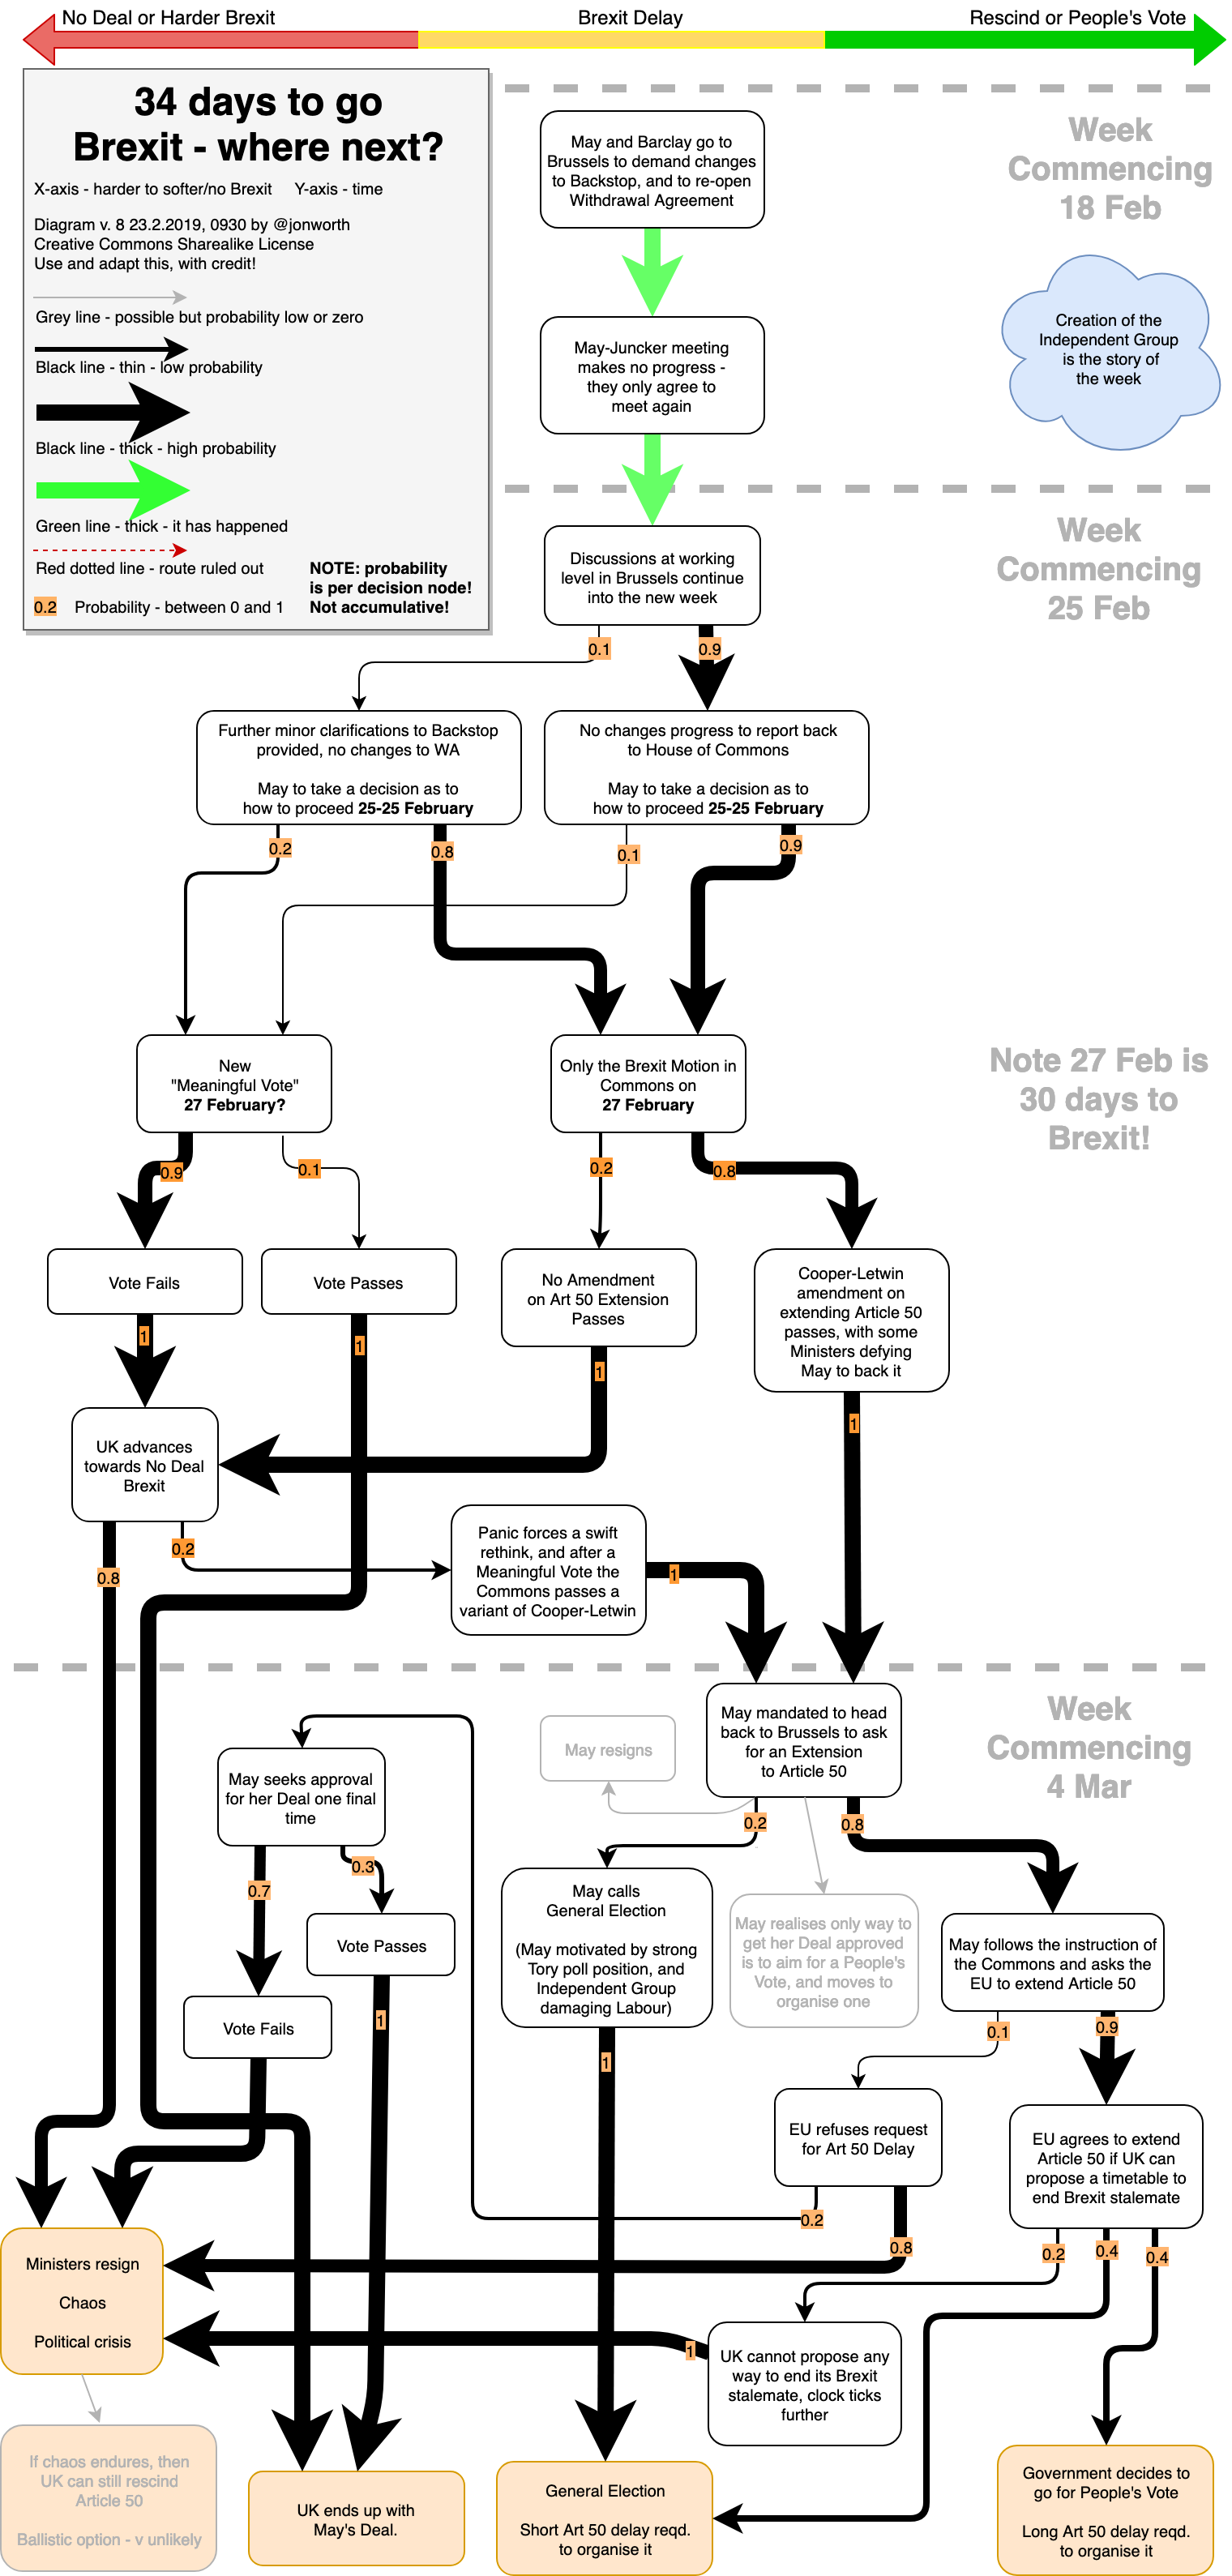 No Deal or Harder Brexit
Brexit Delay
Rescind or People's Vote
34 days to go
Brexit - where next?
X-axis - harder to softer/no Brexit Y-axis - time
Diagram v. 8 23.2.2019, 0930 by @jonworth
Creative Commons Sharealike License
Use and adapt this, with credit!
Grey line - possible but probability low or zero
Black line - thin - low probability
Black line - thick - high probability
Green line - thick - it has happened
Red dotted line - route ruled out
0.2 Probability - between 0 and 1
NOTE: probability
is per decision node!
Not accumulative!
May and Barclay go to
Brussels to demand changes
to Backstop, and to re-open
Withdrawal Agreement
Week
Commencing
18 Feb
May-Juncker meeting
makes no progress -
they only agree to
meet again
Creation of the
Independent Group
is the story of
the week
Week
Commencing
25 Feb
Discussions at working
level in Brussels continue
into the new week
0.1
0.9
Further minor clarifications to Backstop
provided, no changes to WA
May to take a decision as to
how to proceed 25-25 February
No changes progress to report back
to House of Commons
May to take a decision as to
how to proceed 25-25 February
0.2
0.8
0.1
0.9
New
"Meaningful Vote"
27 February?
Only the Brexit Motion in
Commons on
27 February
Note 27 Feb is
30 days to
Brexit!
0.9
0.1
0.2
0.8
Vote Fails
Vote Passes
No Amendment
on Art 50 Extension
Passes
Cooper-Letwin
amendment on
extending Article 50
passes, with some
Ministers defying
May to back it
1
1
1
1
UK advances
towards No Deal
Brexit
0.8
0.2
Panic forces a swift
rethink, and after a
Meaningful Vote the
Commons passes a
variant of Cooper-Letwin
1
Week
Commencing
4 Mar
May mandated to head
back to Brussels to ask
for an Extension
to Article 50
May resigns
May seeks approval
for her Deal one final
time
0.2
0.8
0.7
0.3
May calls
General Election
(May motivated by strong
Tory poll position, and
Independent Group
damaging Labour)
May realises only way to
get her Deal approved
is to aim for a People's
Vote, and moves to
organise one
May follows the instruction of
the Commons and asks the
EU to extend Article 50
Vote Passes
Vote Fails
1
1
0.1
0.9
EU refuses request
for Art 50 Delay
EU agrees to extend
Article 50 if UK can
propose a timetable to
end Brexit stalemate
0.2
0.8
0.2
0.4
0.4
Ministers resign
Chaos
Political crisis
1
UK cannot propose any
way to end its Brexit
stalemate, clock ticks
further
If chaos endures, then
UK can still rescind
Article 50
Ballistic option - v unlikely
UK ends up with
May's Deal.
General Election
Short Art 50 delay reqd.
to organise it
Government decides to
go for People's Vote
Long Art 50 delay reqd.
to organise it